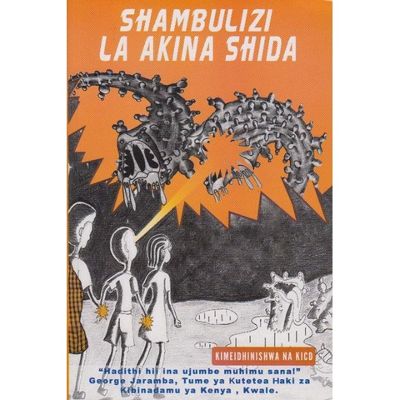 SHAMBULIZI
LA AKINA SHIDA
KIMEIDHINISHWA NA KICD
“Hadithi hii ina ujumbe muhimu sana!”
George Jaramba, Tume ya Kutetea Haki za
Kibinadamu ya Kenya , Kwale.